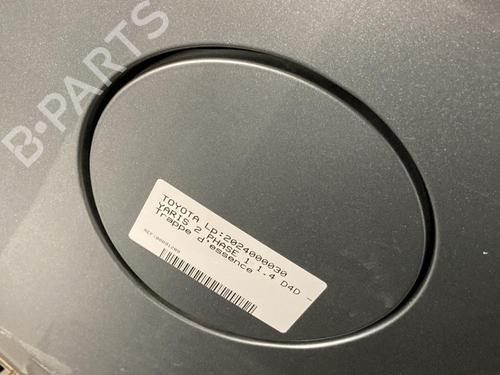 B-PARTS
TOYOTA Lp:2024000030
YARIS 2 PHASE 1 1.4 D4D -
Trappe d'essence